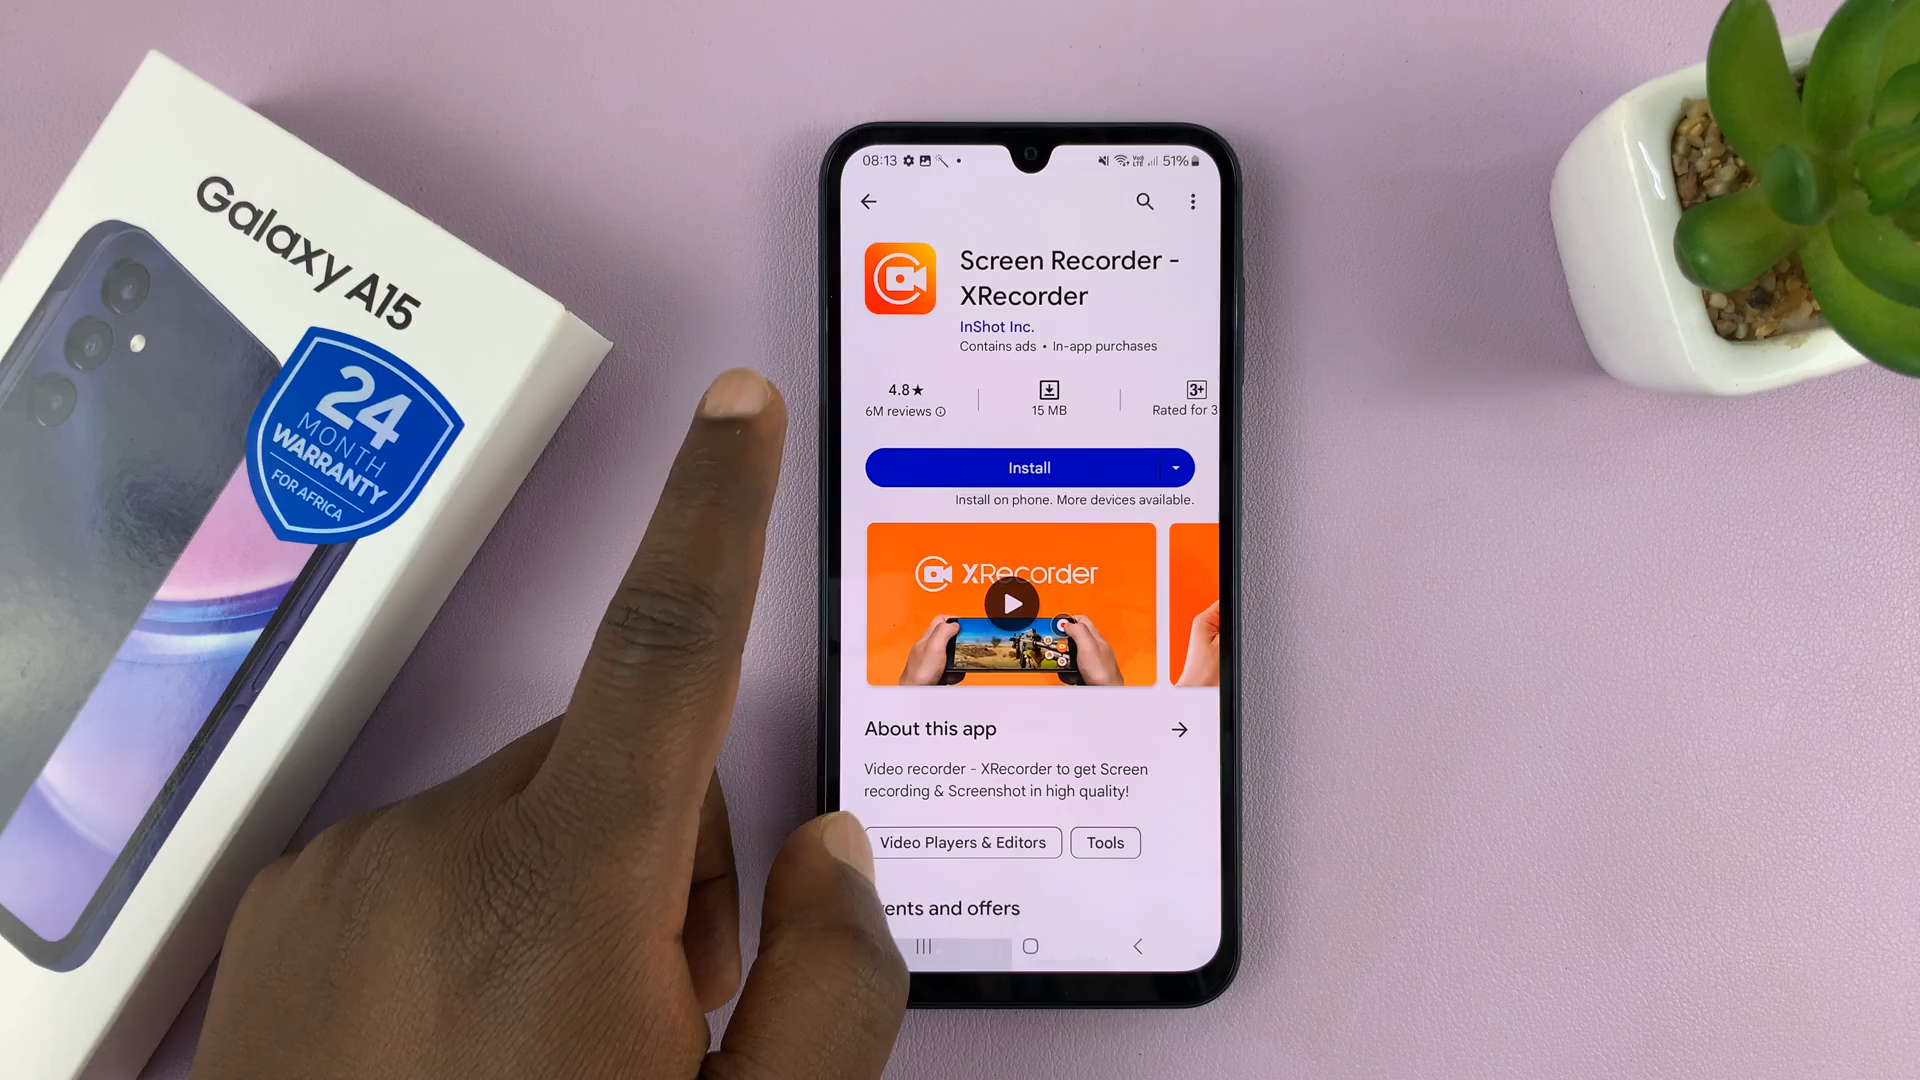 Galaxy A15
24
MONTH
WARRANTY
FOR AFRICA
08:13
51%
Screen Recorder -
XRecorder
InShot Inc.
Contains ads • In-app purchases
4.8★
6M reviews
15 MB
3+
Rated for 3
Install
Install on phone. More devices available.
XRecorder
About this app
Video recorder - XRecorder to get Screen
recording & Screenshot in high quality!
Video Players & Editors
Tools
ents and offers